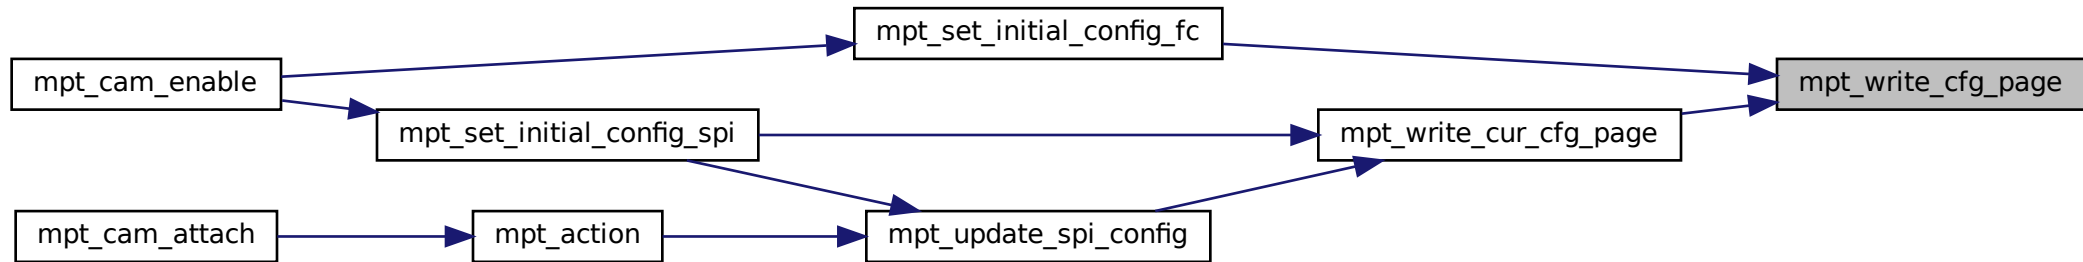 mpt_set_initial_config_fc
mpt_cam_enable
mpt_write_cfg_page
mpt_set_initial_config_spi
mpt_write_cur_cfg_page
mpt_cam_attach
mpt_action
mpt_update_spi_config